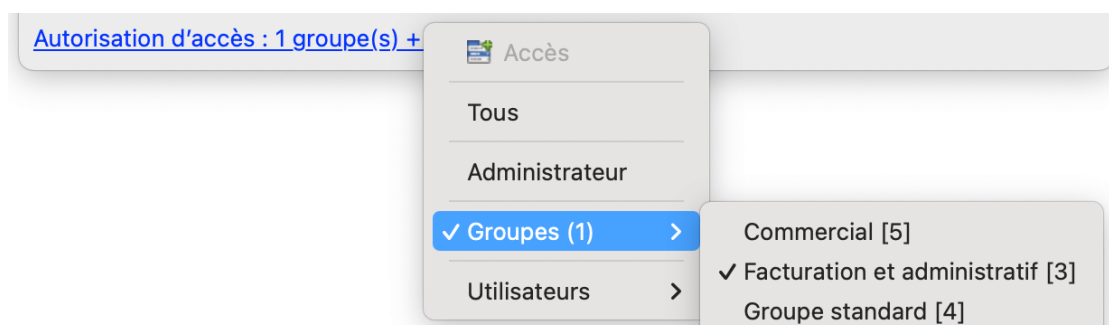 Autorisation d’accès : 1 groupe(s) +
Accès
Tous
Administrateur
Groupes (1)
Commercial [5]
Facturation et administratif [3]
Utilisateurs
Groupe standard [4]